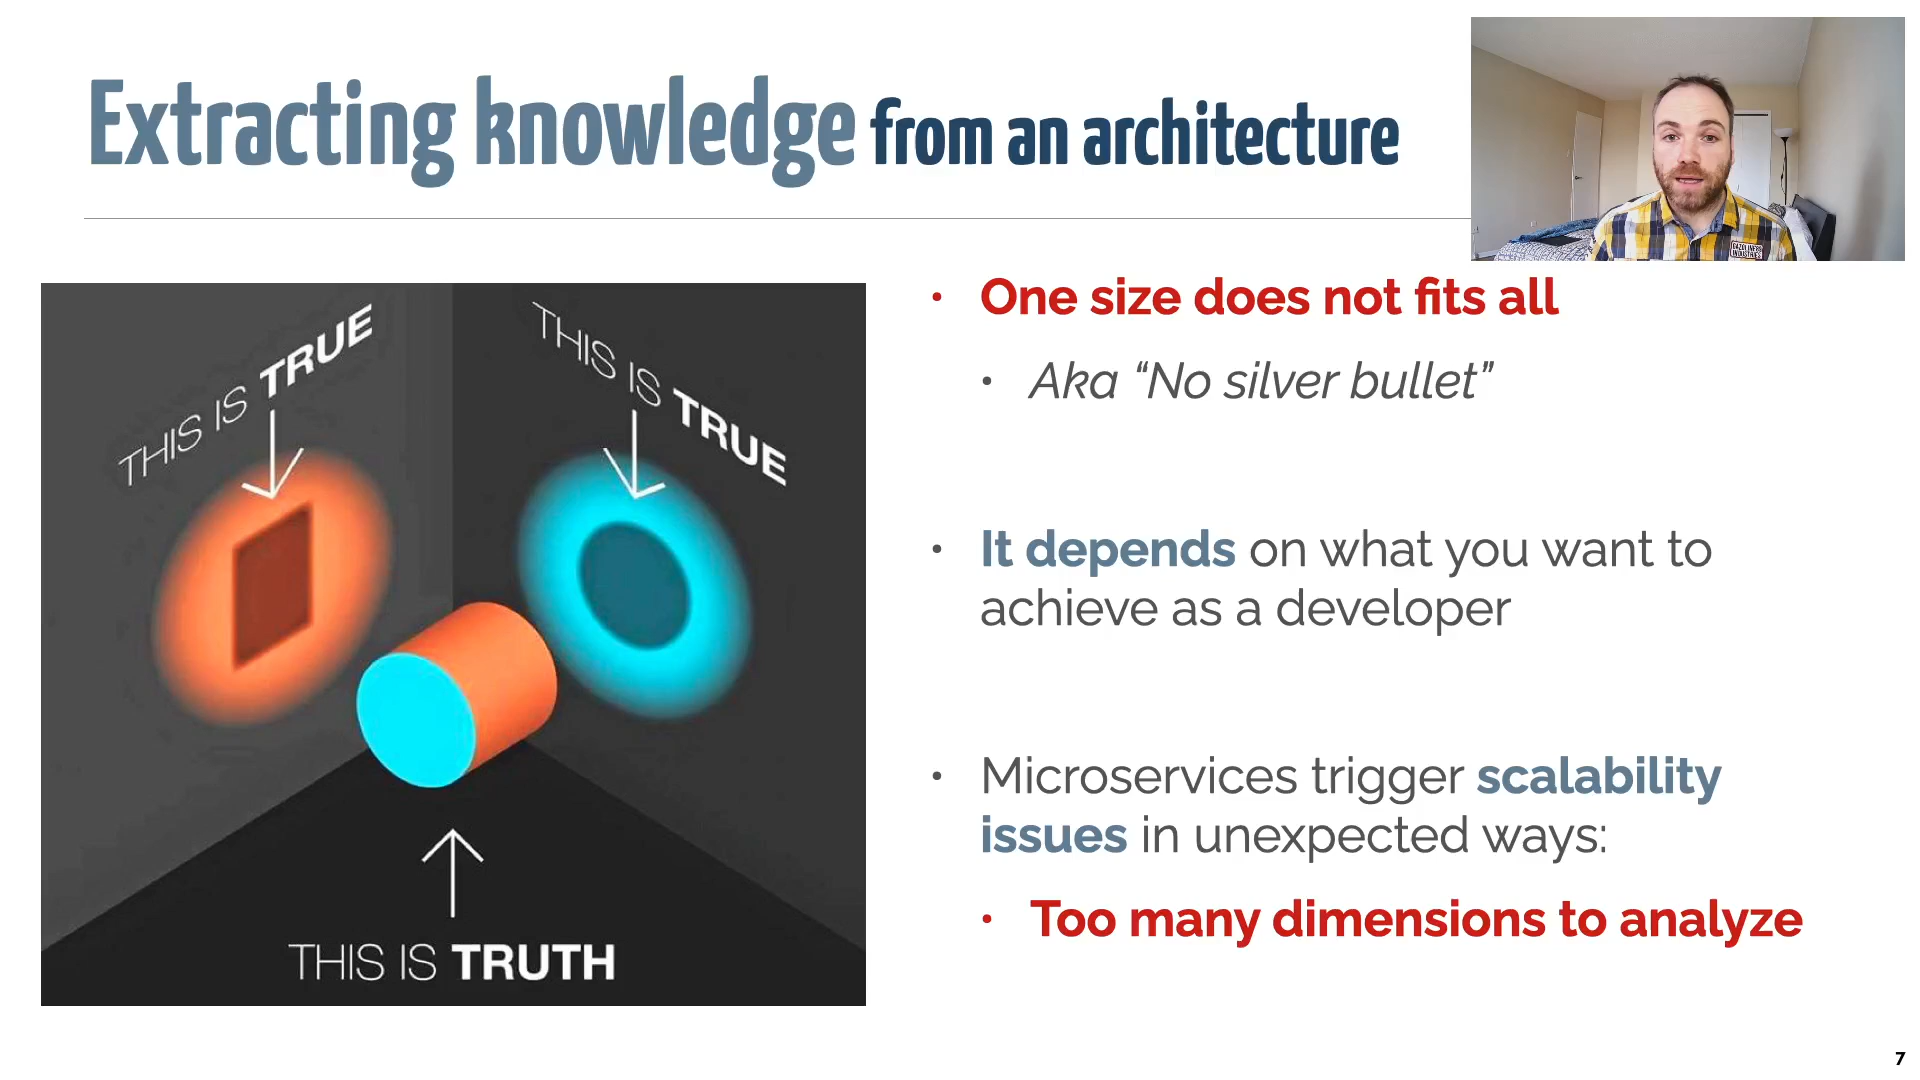 Extracting knowledge from an architecture
GAZOLINERS
INDUSTRIES
THIS IS TRUE
THIS IS TRUE
THIS IS TRUTH
• One size does not fits all
• Aka “No silver bullet”
• It depends on what you want to
achieve as a developer
• Microservices trigger scalability
issues in unexpected ways:
• Too many dimensions to analyze
7